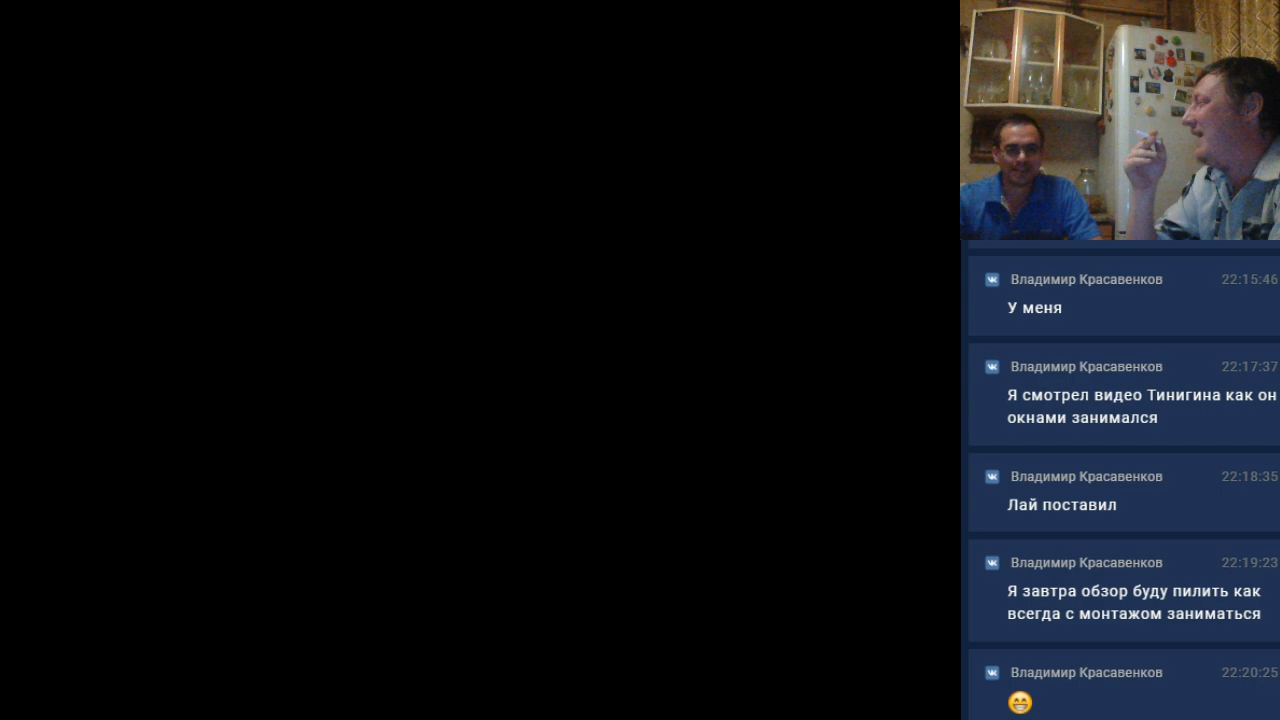 Владимир Красавенков 22:15:46
У меня
Владимир Красавенков 22:17:37
Я смотрел видео Тинигина как он
окнами занимался
Владимир Красавенков 22:18:35
Лай поставил
Владимир Красавенков 22:19:23
Я завтра обзор буду пилить как
всегда с монтажом заниматься
Владимир Красавенков 22:20:25
😁